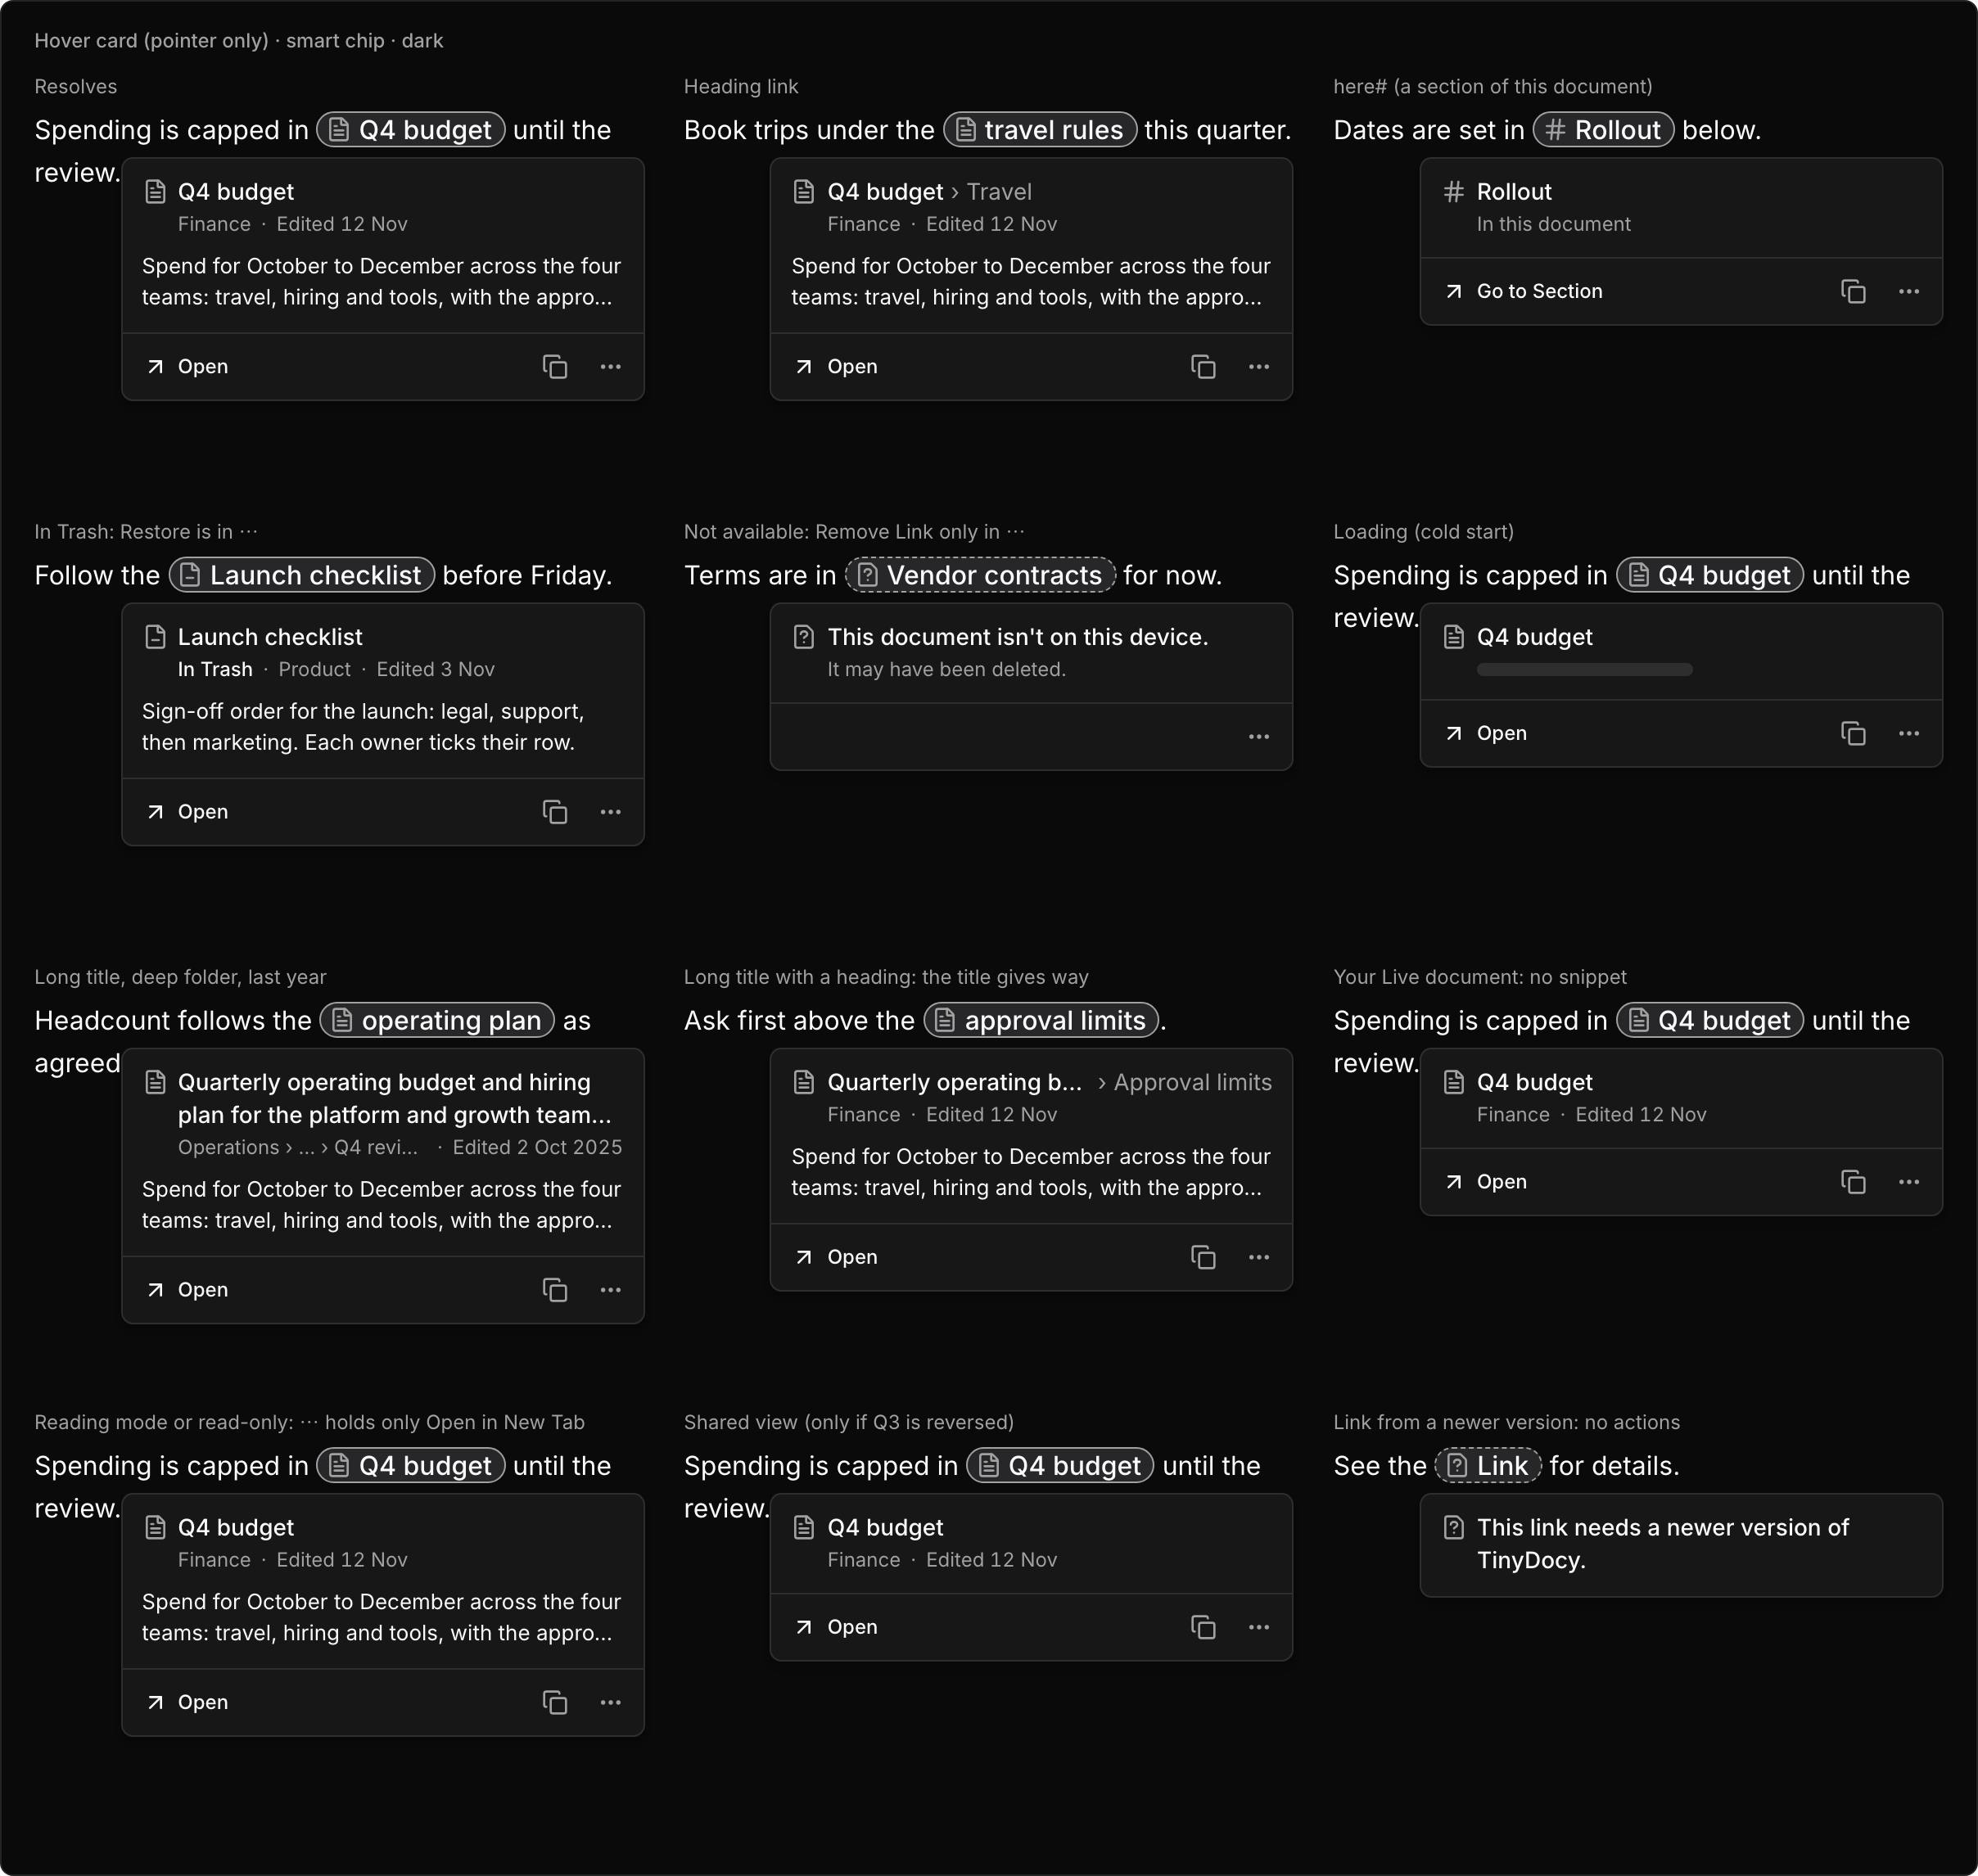 Hover card (pointer only) · smart chip · dark
Resolves
Spending is capped in Q4 budget until the
review.
Q4 budget
Finance · Edited 12 Nov
Spend for October to December across the four
teams: travel, hiring and tools, with the appro...
Open
Heading link
Book trips under the travel rules this quarter.
Q4 budget › Travel
Finance · Edited 12 Nov
Spend for October to December across the four
teams: travel, hiring and tools, with the appro...
Open
here# (a section of this document)
Dates are set in # Rollout below.
# Rollout
In this document
Go to Section
In Trash: Restore is in ···
Follow the Launch checklist before Friday.
Launch checklist
In Trash · Product · Edited 3 Nov
Sign-off order for the launch: legal, support,
then marketing. Each owner ticks their row.
Open
Not available: Remove Link only in ···
Terms are in Vendor contracts for now.
This document isn't on this device.
It may have been deleted.
Loading (cold start)
Spending is capped in Q4 budget until the
review.
Q4 budget
Open
Long title, deep folder, last year
Headcount follows the operating plan as
agreed
Quarterly operating budget and hiring
plan for the platform and growth team...
Operations › ... › Q4 revi... · Edited 2 Oct 2025
Spend for October to December across the four
teams: travel, hiring and tools, with the appro...
Open
Long title with a heading: the title gives way
Ask first above the approval limits.
Quarterly operating b... › Approval limits
Finance · Edited 12 Nov
Spend for October to December across the four
teams: travel, hiring and tools, with the appro...
Open
Your Live document: no snippet
Spending is capped in Q4 budget until the
review.
Q4 budget
Finance · Edited 12 Nov
Open
Reading mode or read-only: ··· holds only Open in New Tab
Spending is capped in Q4 budget until the
review.
Q4 budget
Finance · Edited 12 Nov
Spend for October to December across the four
teams: travel, hiring and tools, with the appro...
Open
Shared view (only if Q3 is reversed)
Spending is capped in Q4 budget until the
review.
Q4 budget
Finance · Edited 12 Nov
Open
Link from a newer version: no actions
See the Link for details.
This link needs a newer version of
TinyDocy.